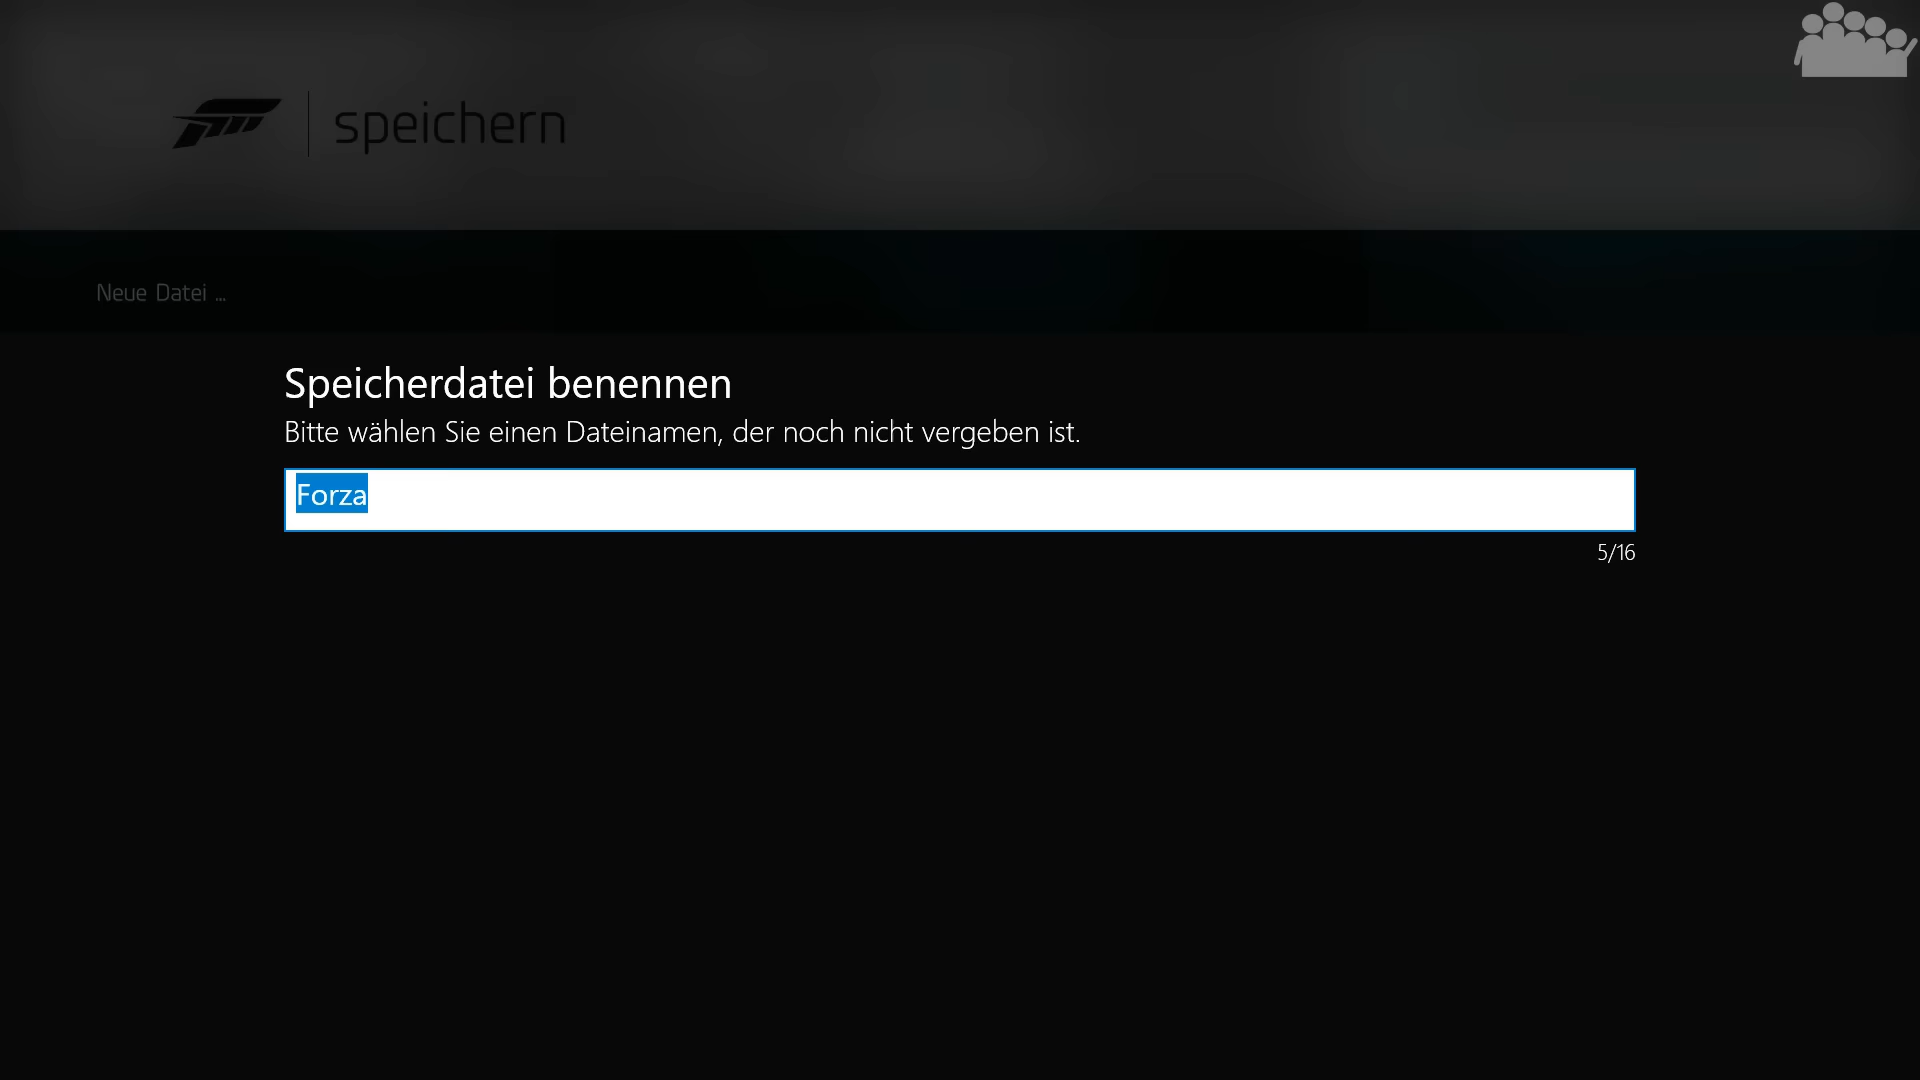 speichern
Neue Datei ...
Speicherdatei benennen
Bitte wählen Sie einen Dateinamen, der noch nicht vergeben ist.
Forza
5/16